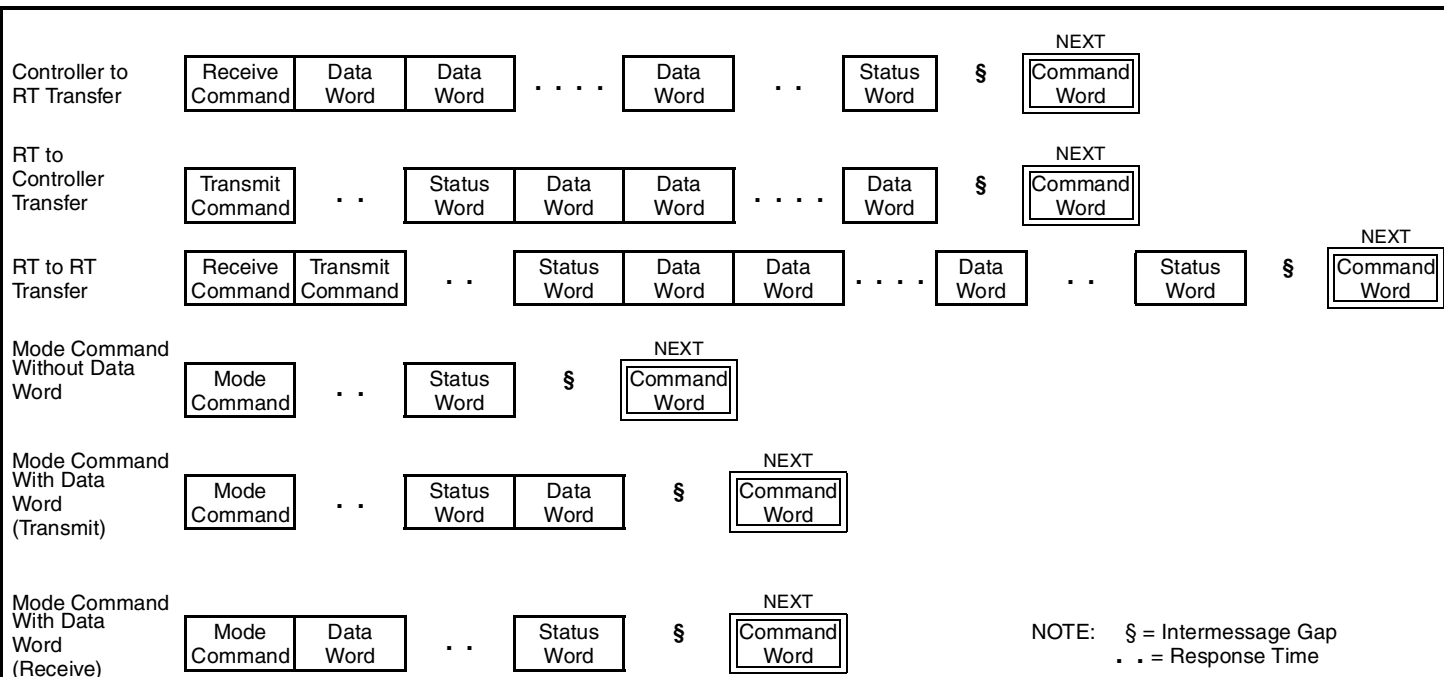 NEXT
Controller to
RT Transfer
Receive Command
Data Word
Data Word
. . . .
Data Word
. .
Status Word
§
Command Word
RT to
Controller
Transfer
NEXT
Transmit Command
. .
Status Word
Data Word
Data Word
. . . .
Data Word
§
Command Word
NEXT
RT to RT
Transfer
Receive Command
Transmit Command
. .
Status Word
Data Word
Data Word
. . . .
Data Word
. .
Status Word
§
Command Word
Mode Command
Without Data
Word
NEXT
Mode Command
. .
Status Word
§
Command Word
Mode Command
With Data
Word
(Transmit)
NEXT
Mode Command
. .
Status Word
Data Word
§
Command Word
Mode Command
With Data
Word
(Receive)
NEXT
Mode Command
Data Word
. .
Status Word
§
Command Word
NOTE: § = Intermessage Gap
. . = Response Time